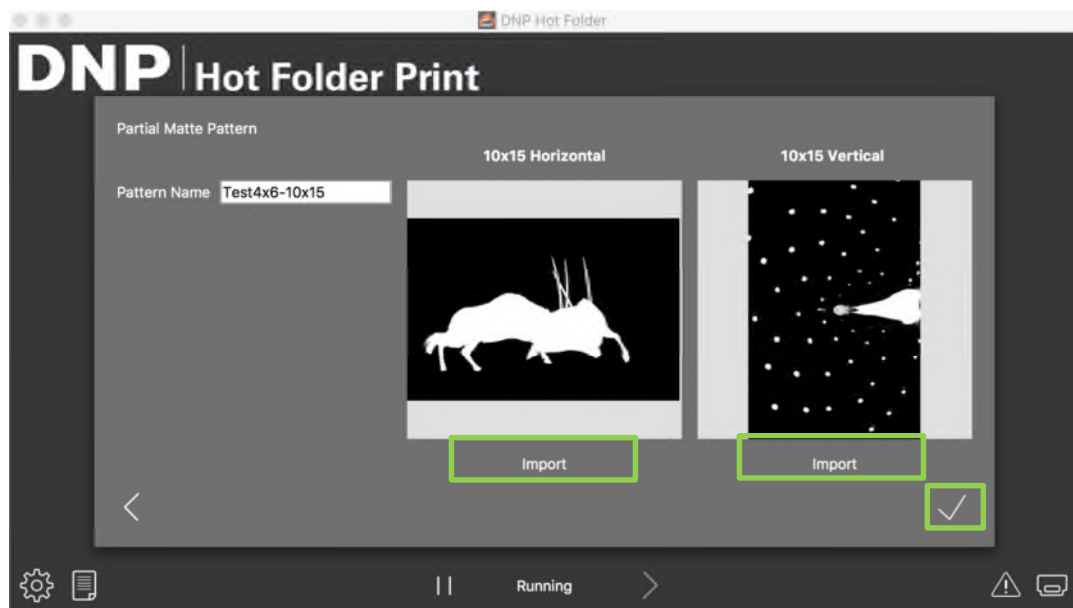 DNP Hot Folder
DNP Hot Folder Print
Partial Matte Pattern
10x15 Horizontal
10x15 Vertical
Pattern Name Test4x6-10x15
Import
Import
Running